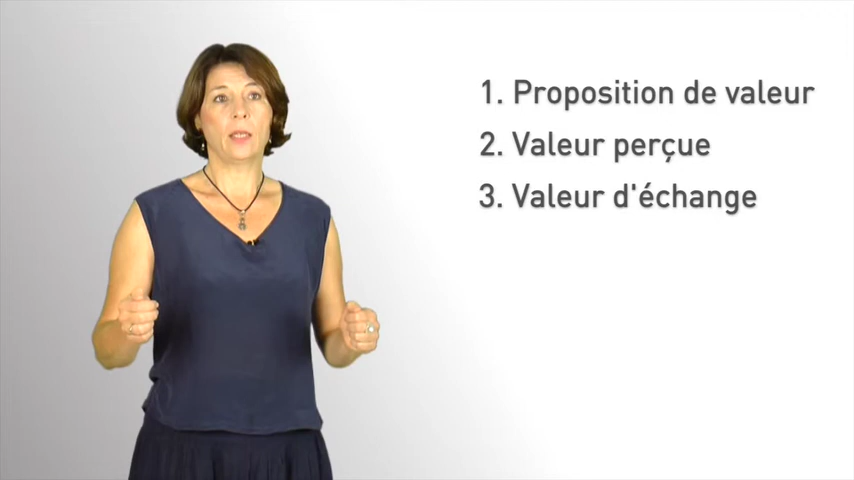 1. Proposition de valeur
2. Valeur perçue
3. Valeur d'échange